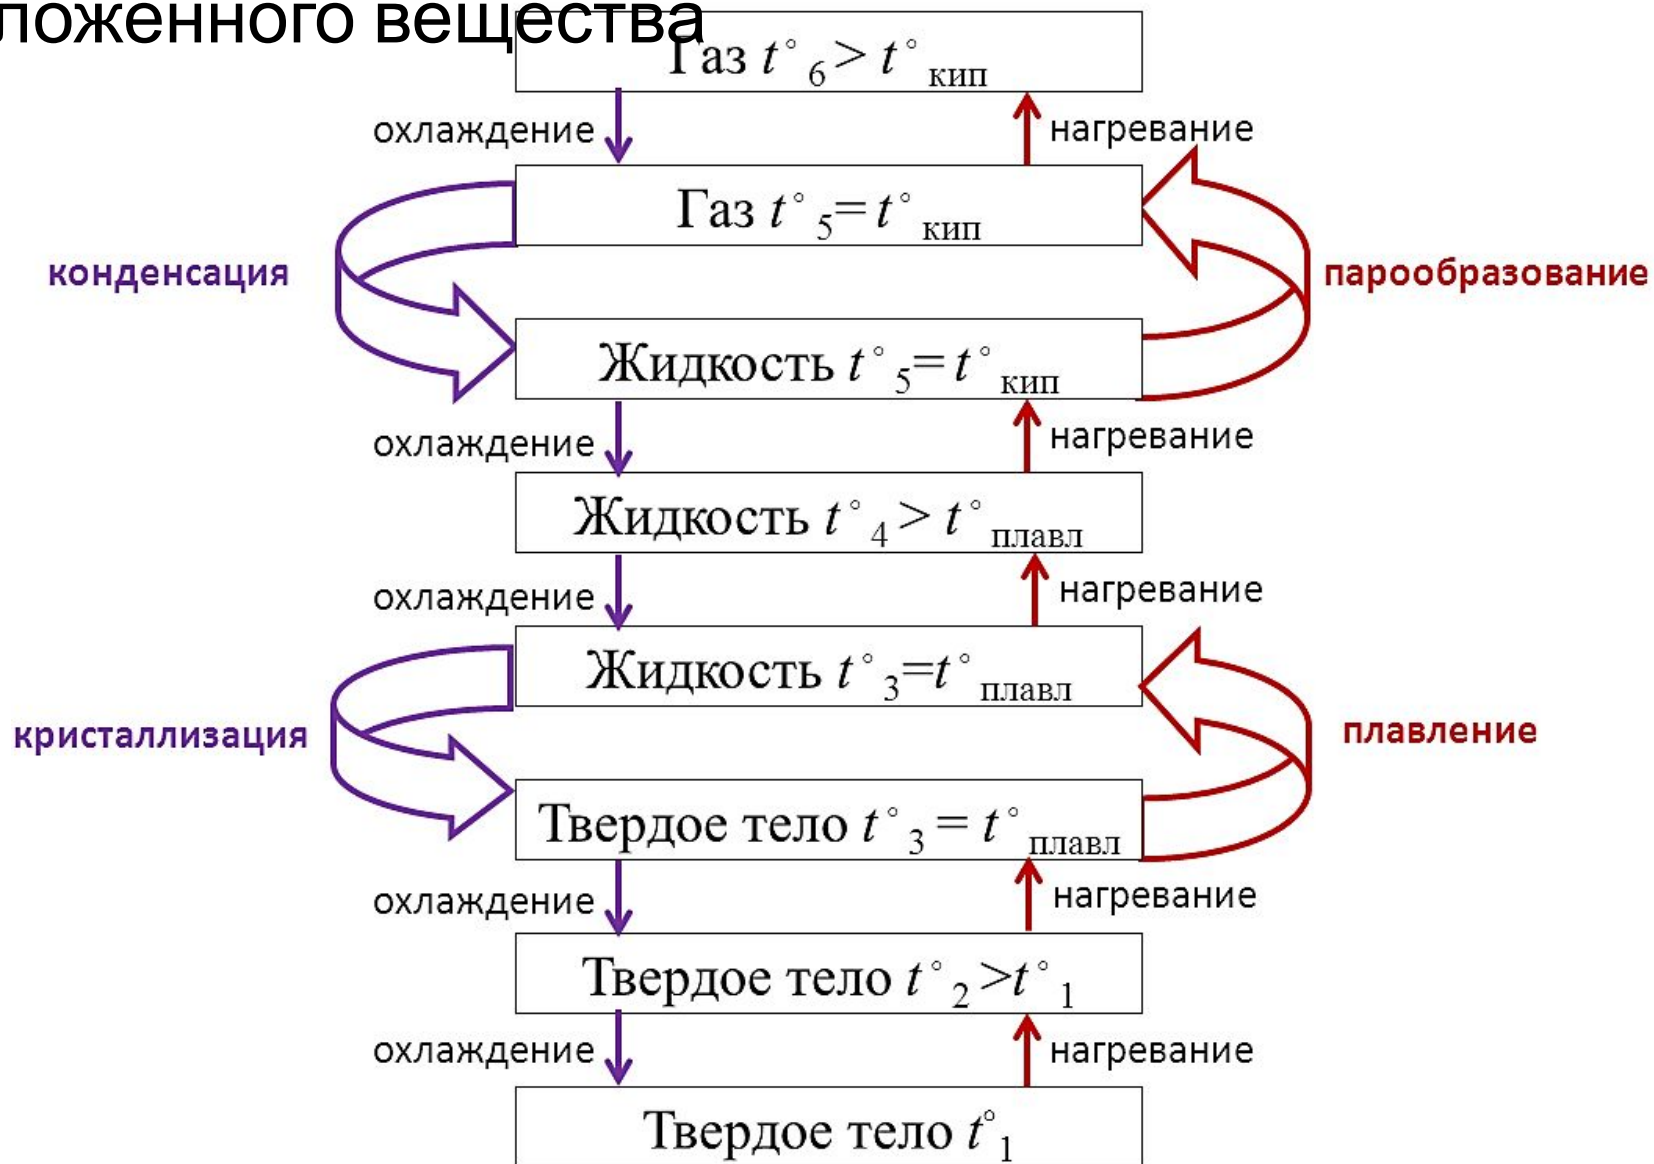 ложенного вещества
Газ t°6 > t°кип
охлаждение нагревание
Газ t°5= t°кип
конденсация парообразование
Жидкость t°5= t°кип
охлаждение нагревание
Жидкость t°4 > t°плавл
охлаждение нагревание
Жидкость t°3=t°плавл
кристаллизация плавление
Твердое тело t°3 = t°плавл
охлаждение нагревание
Твердое тело t°2 >t°1
охлаждение нагревание
Твердое тело t°1